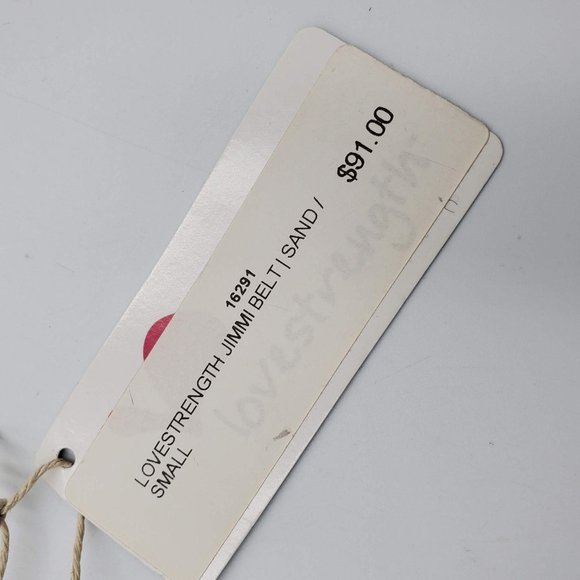 16291
LOVESTRENGTH JIMMI BELT | SAND /
SMALL
$91.00
lovestrength